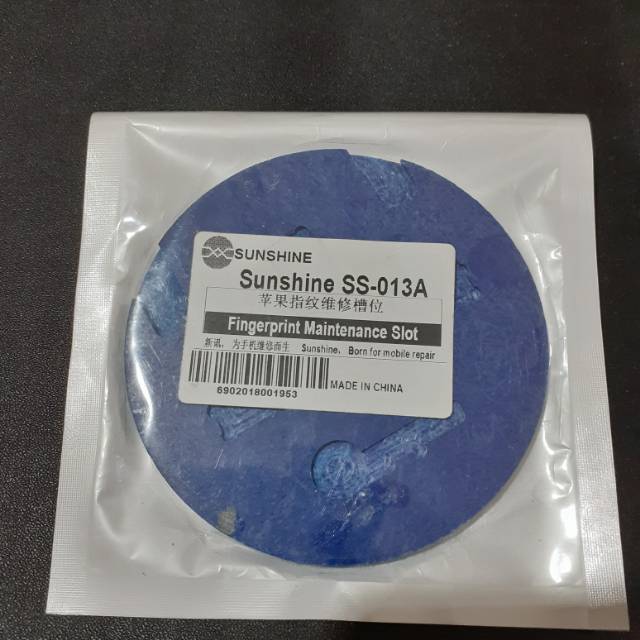 SUNSHINE
Sunshine SS-013A
苹果指纹维修槽位
Fingerprint Maintenance Slot
新讯，为手机维修而生 Sunshine，Born for mobile repair
MADE IN CHINA
6902018001953